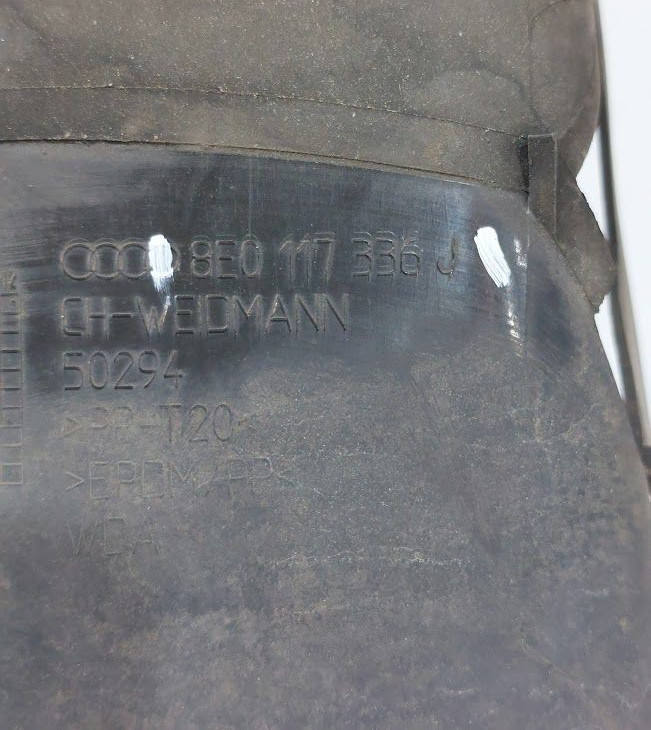 8E0 117 336 J
CH-WEIDMANN
50294
>PP-T20<
>EPDM/PP<